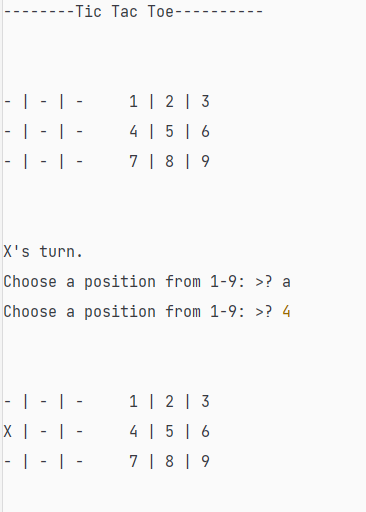 --------Tic Tac Toe----------
- | - | -     1 | 2 | 3
- | - | -     4 | 5 | 6
- | - | -     7 | 8 | 9
X's turn.
Choose a position from 1-9: >? a
Choose a position from 1-9: >? 4
- | - | -     1 | 2 | 3
X | - | -     4 | 5 | 6
- | - | -     7 | 8 | 9